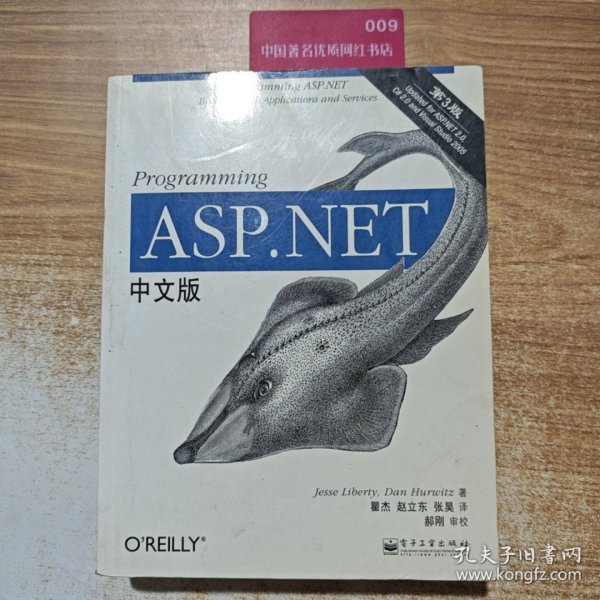 009
中国著名优质网红书店
Programming ASP.NET
Applications and Services
第3版
Updated for ASP.NET 2.0,
C# 2.0 and Visual Studio 2005
Programming
ASP.NET
中文版
Jesse Liberty, Dan Hurwitz 著
瞿杰 赵立东 张昊 译
郝刚 审校
O'REILLY®
电子工业出版社
孔夫子旧书网
www.kongfz.com